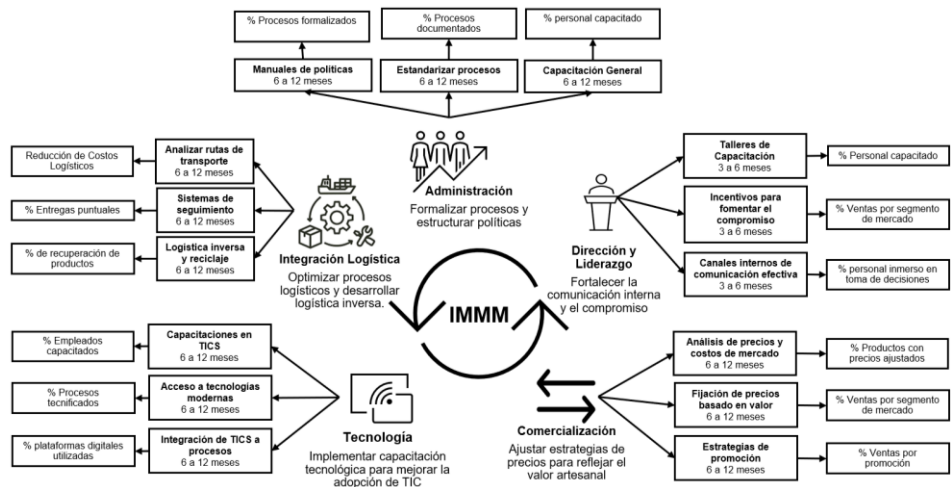 % Procesos formalizados
% Procesos
documentados
% personal capacitado
Manuales de políticas
6 a 12 meses
Estandarizar procesos
6 a 12 meses
Capacitación General
6 a 12 meses
Administración
Formalizar procesos y
estructurar políticas
Reducción de Costos
Logísticos
% Entregas puntuales
% de recuperación de
productos
Analizar rutas de
transporte
6 a 12 meses
Sistemas de
seguimiento
6 a 12 meses
Logística inversa
y reciclaje
6 a 12 meses
Integración Logística
Optimizar procesos
logísticos y desarrollar
logística inversa.
Talleres de
Capacitación
3 a 6 meses
Incentivos para
fomentar el
compromiso
3 a 6 meses
Canales internos de
comunicación efectiva
3 a 6 meses
% Personal capacitado
% Ventas por segmento
de mercado
% personal inmerso en
toma de decisiones
Dirección y
Liderazgo
Fortalecer la
comunicación interna
y el compromiso
IMMM
% Empleados
capacitados
% Procesos
tecnificados
% plataformas digitales
utilizadas
Capacitaciones en
TICS
6 a 12 meses
Acceso a tecnologías
modernas
6 a 12 meses
Integración de TICS a
procesos
6 a 12 meses
Tecnología
Implementar capacitación
tecnológica para mejorar la
adopción de TIC
Comercialización
Ajustar estrategias de
precios para reflejar el
valor artesanal
Análisis de precios y
costos de mercado
6 a 12 meses
Fijación de precios
basado en valor
6 a 12 meses
Estrategias de
promoción
6 a 12 meses
% Productos con
precios ajustados
% Ventas por segmento
de mercado
% Ventas por
promoción